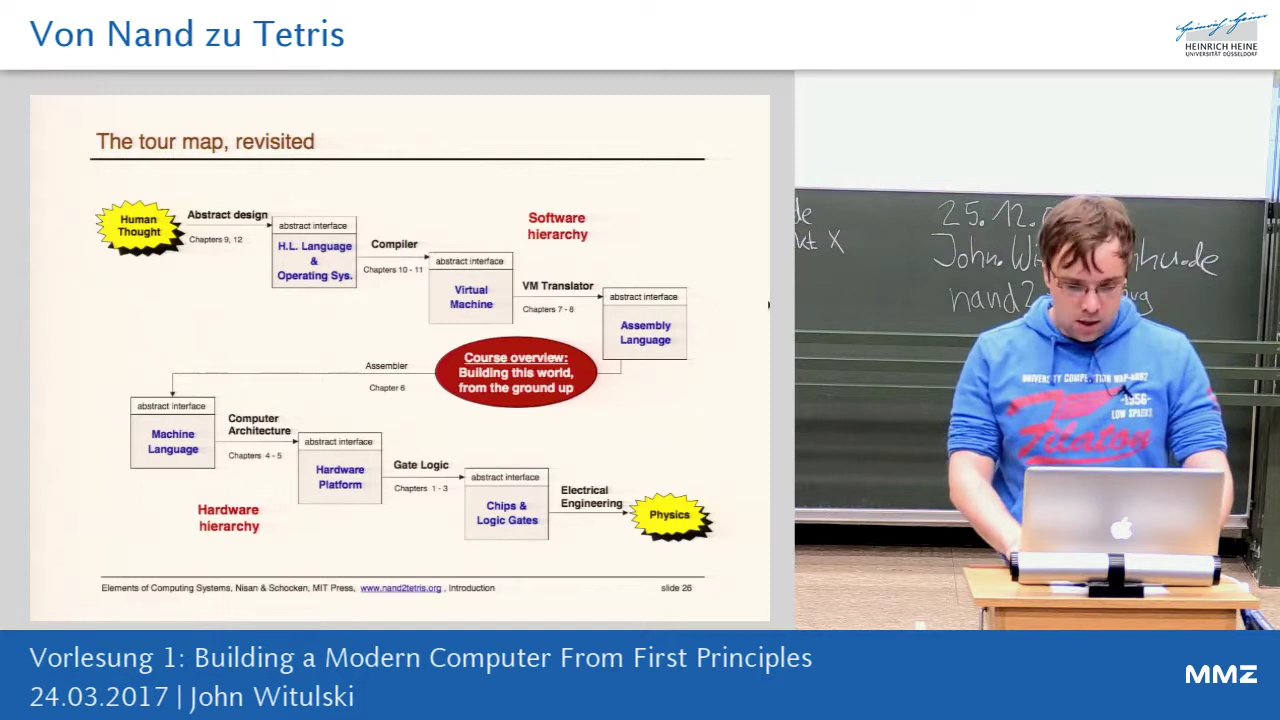 Von Nand zu Tetris
HEINRICH HEINE
UNIVERSITÄT DÜSSELDORF
The tour map, revisited
Human
Thought
Abstract design
Chapters 9, 12
abstract interface
H.L. Language
&
Operating Sys.
Compiler
Chapters 10 - 11
abstract interface
Virtual
Machine
Software
hierarchy
VM Translator
Chapters 7 - 8
abstract interface
Assembly
Language
Assembler
Chapter 6
Course overview:
Building this world,
from the ground up
abstract interface
Machine
Language
Computer
Architecture
Chapters 4 - 5
abstract interface
Hardware
Platform
Gate Logic
Chapters 1 - 3
abstract interface
Chips &
Logic Gates
Electrical
Engineering
Physics
Hardware
hierarchy
Elements of Computing Systems, Nisan & Schocken, MIT Press, www.nand2tetris.org , Introduction
slide 26
25.12.
John.Wi
nand2
-1956-
LOW SPACES
Vorlesung 1: Building a Modern Computer From First Principles
24.03.2017 | John Witulski
MMZ